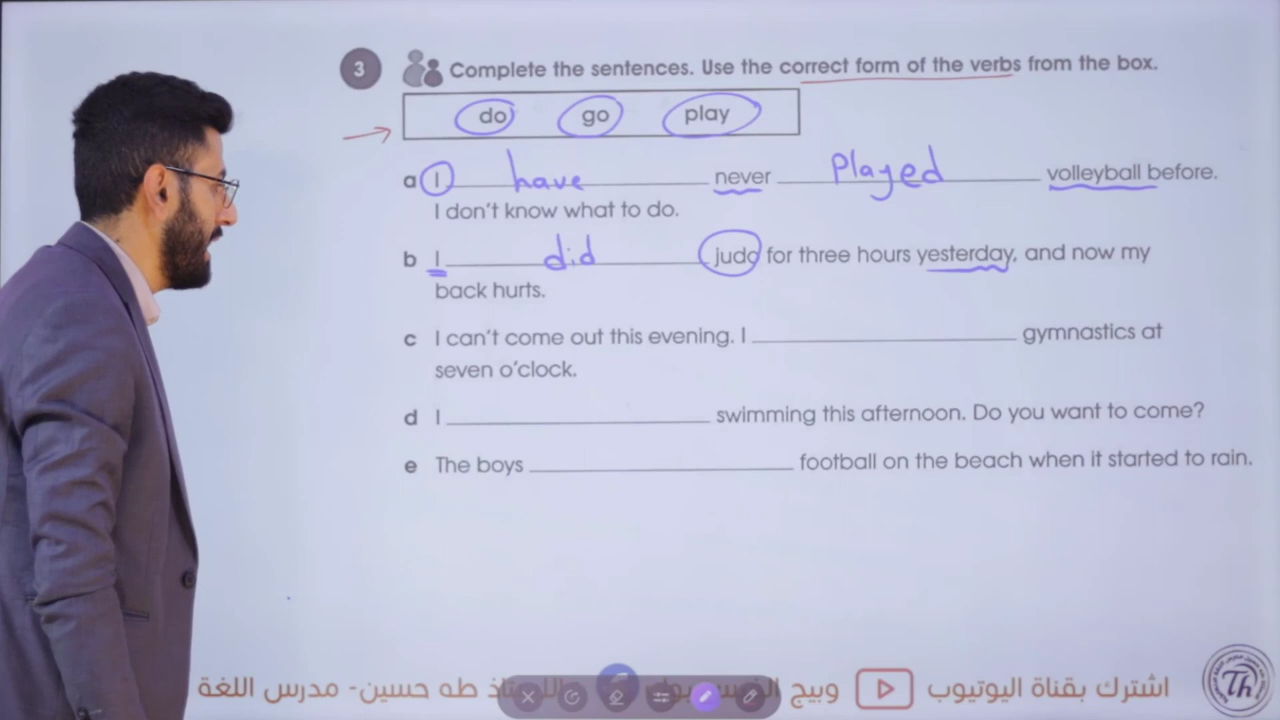 3 Complete the sentences. Use the correct form of the verbs from the box.
do go play
a I have never Played volleyball before.
I don't know what to do.
b I did judo for three hours yesterday, and now my
back hurts.
c I can't come out this evening. I gymnastics at
seven o'clock.
d I swimming this afternoon. Do you want to come?
e The boys football on the beach when it started to rain.
اشترك بقناة اليوتيوب وبيج طه حسين- مدرس اللغة
Th